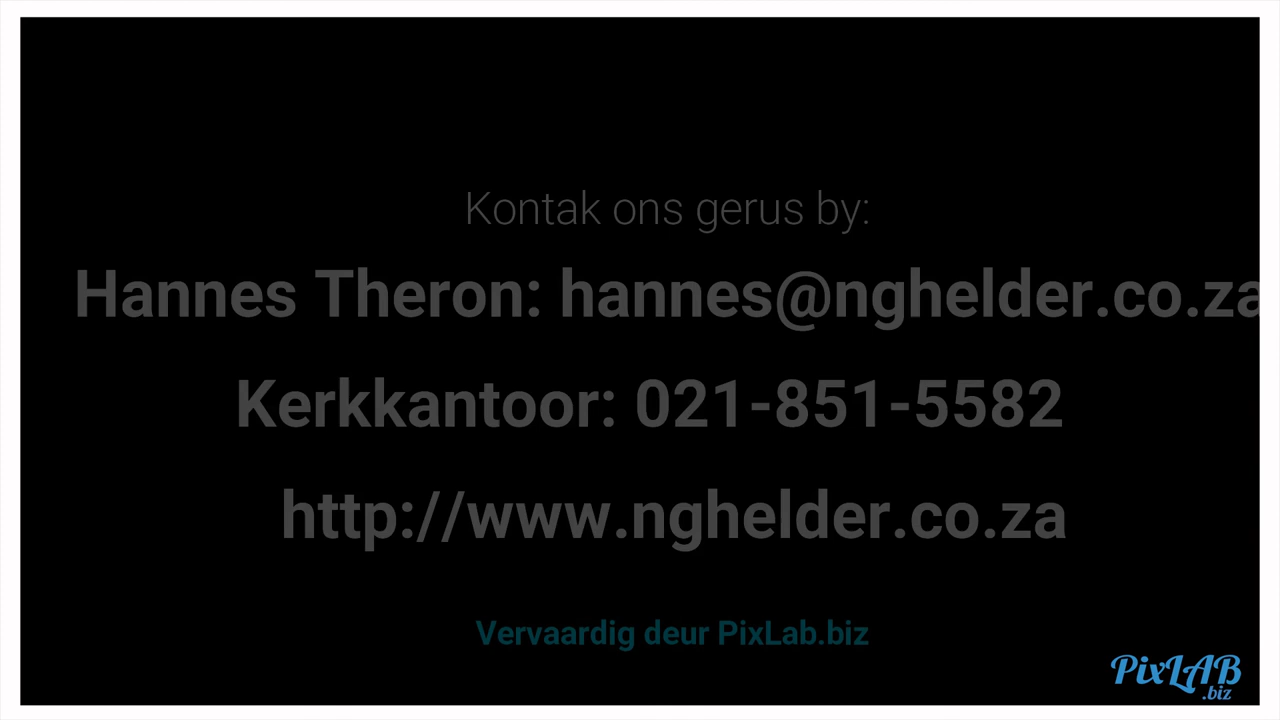 Kontak ons gerus by:
Hannes Theron: hannes@nghelder.co.za
Kerkkantoor: 021-851-5582
http://www.nghelder.co.za
Vervaardig deur PixLab.biz
PixLAB
.biz